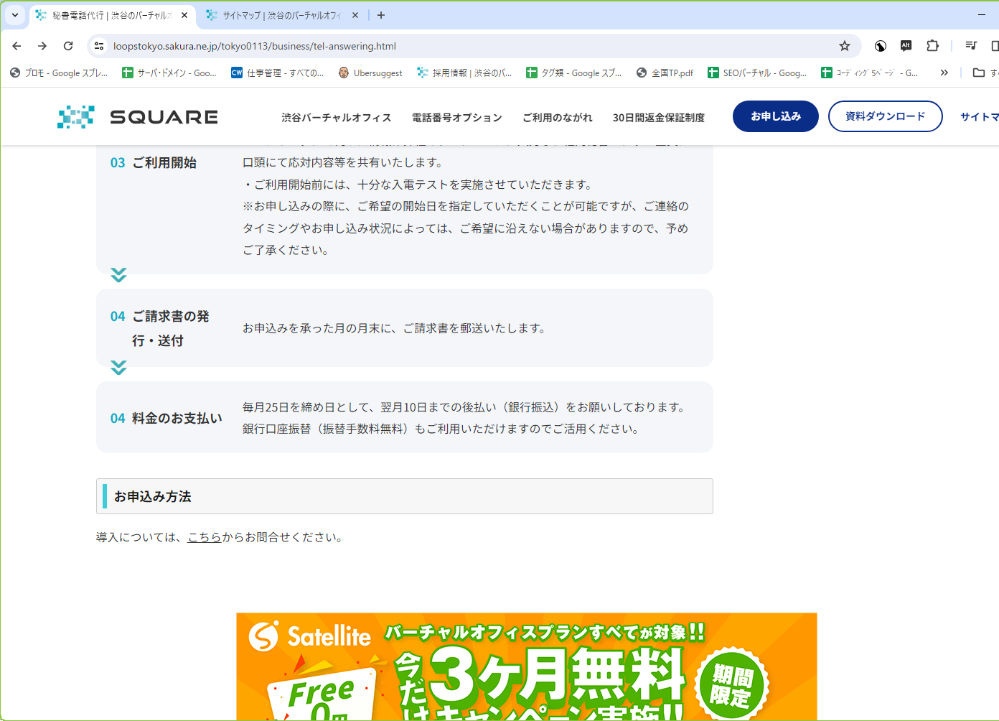 秘書電話代行 | 渋谷のバーチャルオ
サイトマップ | 渋谷のバーチャルオフィ
loopstokyo.sakura.ne.jp/tokyo0113/business/tel-answering.html
プロモ - Google スプレ...
サーバ・ドメイン - Goo...
仕事管理 - すべての...
Ubersuggest
採用情報 | 渋谷のバ...
タグ類 - Google スプ...
全国TP.pdf
SEOバーチャル - Goog...
ｺｰﾃﾞｨﾝｸﾞ 5ﾍﾟｰｼﾞ - G...
SQUARE
渋谷バーチャルオフィス
電話番号オプション
ご利用のながれ
30日間返金保証制度
お申し込み
資料ダウンロード
サイトマ
03 ご利用開始
口頭にて応対内容等を共有いたします。
・ご利用開始前には、十分な入電テストを実施させていただきます。
※お申し込みの際に、ご希望の開始日を指定していただくことが可能ですが、ご連絡の
タイミングやお申し込み状況によっては、ご希望に沿えない場合がありますので、予め
ご了承ください。
04 ご請求書の発
行・送付
お申込みを承った月の月末に、ご請求書を郵送いたします。
04 料金のお支払い
毎月25日を締め日として、翌月10日までの後払い（銀行振込）をお願いしております。
銀行口座振替（振替手数料無料）もご利用いただけますのでご活用ください。
お申込み方法
導入については、こちらからお問合せください。
Satellite
バーチャルオフィスプランすべてが対象!!
今だけ
3ヶ月無料
キャンペーン実施!!
期間
限定
Free
0円